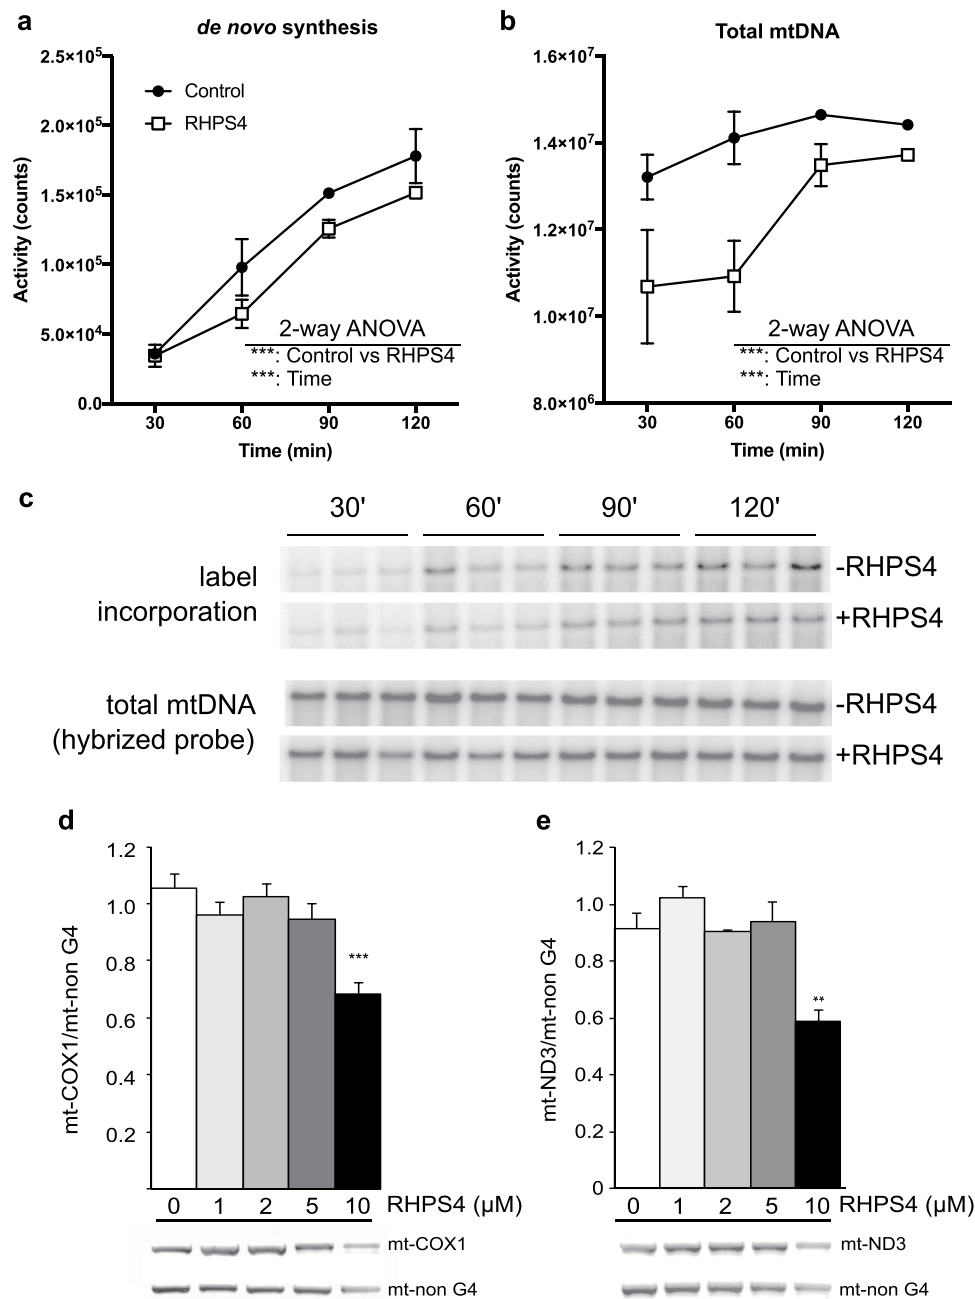 a
de novo synthesis
2.5×10⁵
2.0×10⁵
1.5×10⁵
1.0×10⁵
5.0×10⁴
0.0
Activity (counts)
Control
RHPS4
2-way ANOVA
***: Control vs RHPS4
***: Time
30 60 90 120
Time (min)
b
Total mtDNA
1.6×10⁷
1.4×10⁷
1.2×10⁷
1.0×10⁷
8.0×10⁶
Activity (counts)
2-way ANOVA
***: Control vs RHPS4
***: Time
30 60 90 120
Time (min)
c
30' 60' 90' 120'
label
incorporation
-RHPS4
+RHPS4
total mtDNA
(hybrized probe)
-RHPS4
+RHPS4
d
1.2
1.0
0.8
0.6
0.4
0.2
mt-COX1/mt-non G4
***
0 1 2 5 10 RHPS4 (µM)
mt-COX1
mt-non G4
e
1.2
1.0
0.8
0.6
0.4
0.2
0
mt-ND3/mt-non G4
**
0 1 2 5 10 RHPS4 (µM)
mt-ND3
mt-non G4